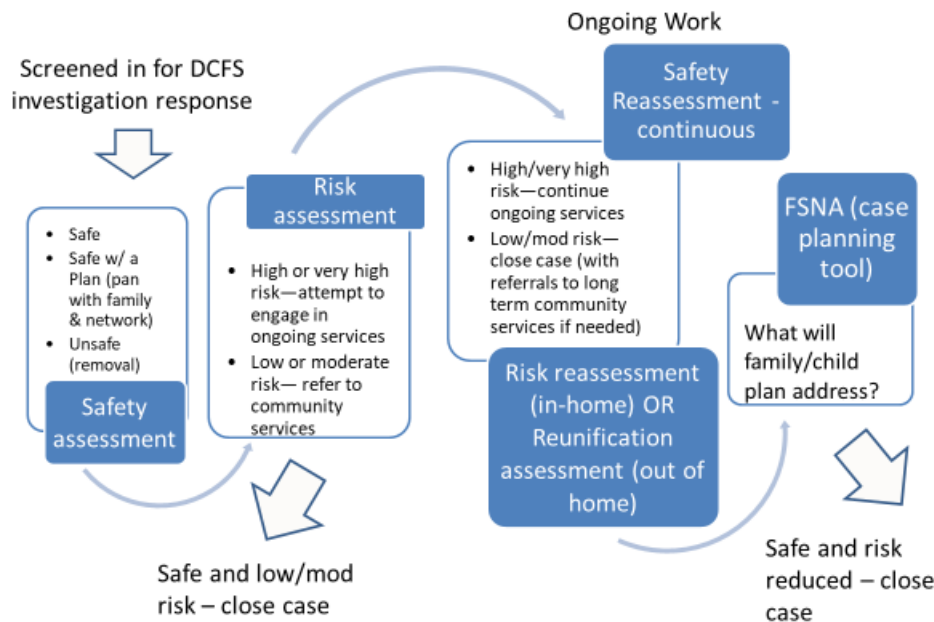 Screened in for DCFS
investigation response
• Safe
• Safe w/ a
Plan (pan
with family
& network)
• Unsafe
(removal)
Safety
assessment
Risk
assessment
• High or very high
risk—attempt to
engage in
ongoing services
• Low or moderate
risk— refer to
community
services
Safe and low/mod
risk – close case
Ongoing Work
Safety
Reassessment -
continuous
• High/very high
risk—continue
ongoing services
• Low/mod risk—
close case (with
referrals to long
term community
services if needed)
Risk reassessment
(in-home) OR
Reunification
assessment (out of
home)
FSNA (case
planning
tool)
What will
family/child
plan address?
Safe and risk
reduced – close
case